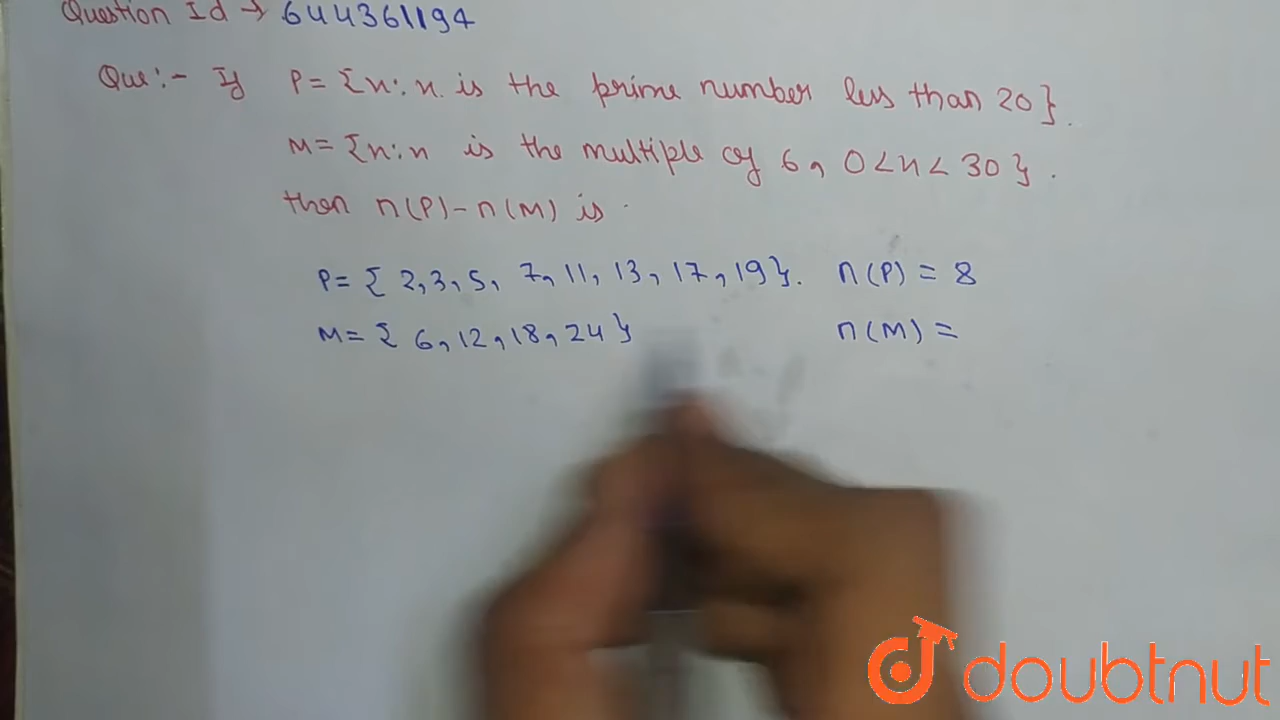 Question Id → 644361194
Que:- If P= {x:x is the prime number less than 20}.
M= {x:x is the multiple of 6, 0<x< 30}.
then n(P)-n(M) is
P= { 2,3,5, 7,11, 13, 17,19}. n(P) = 8
M= { 6,12,18,24} n(M) =
doubtnut